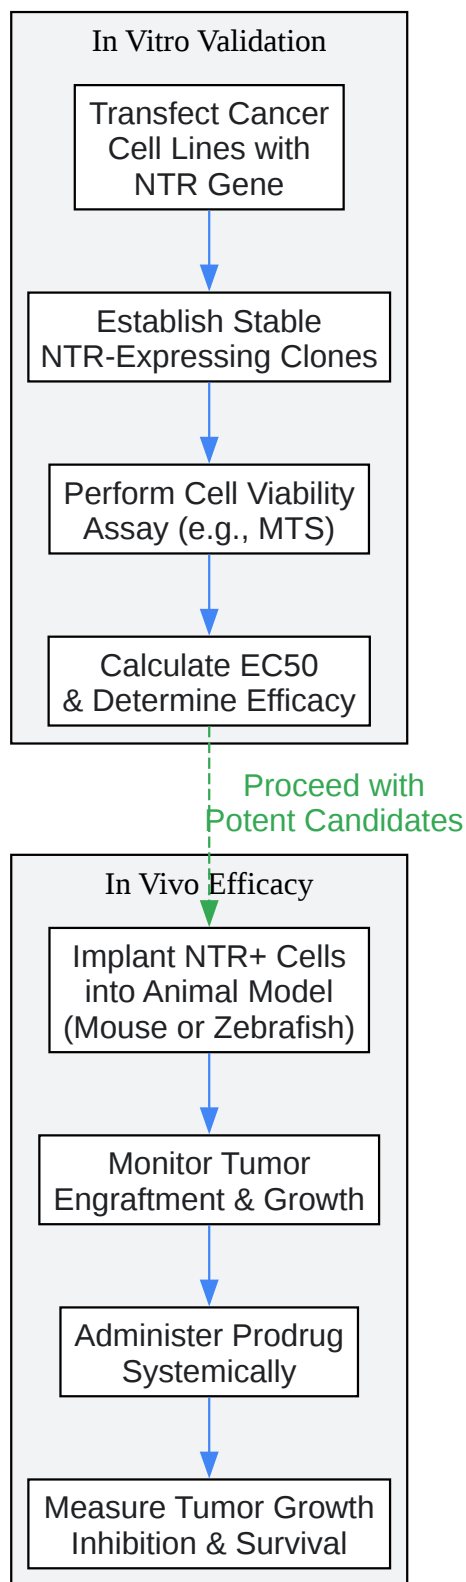 In Vitro Validation
Transfect Cancer
Cell Lines with
NTR Gene
Establish Stable
NTR-Expressing Clones
Perform Cell Viability
Assay (e.g., MTS)
Calculate EC50
& Determine Efficacy
Proceed with
Potent Candidates
In Vivo Efficacy
Implant NTR+ Cells
into Animal Model
(Mouse or Zebrafish)
Monitor Tumor
Engraftment & Growth
Administer Prodrug
Systemically
Measure Tumor Growth
Inhibition & Survival